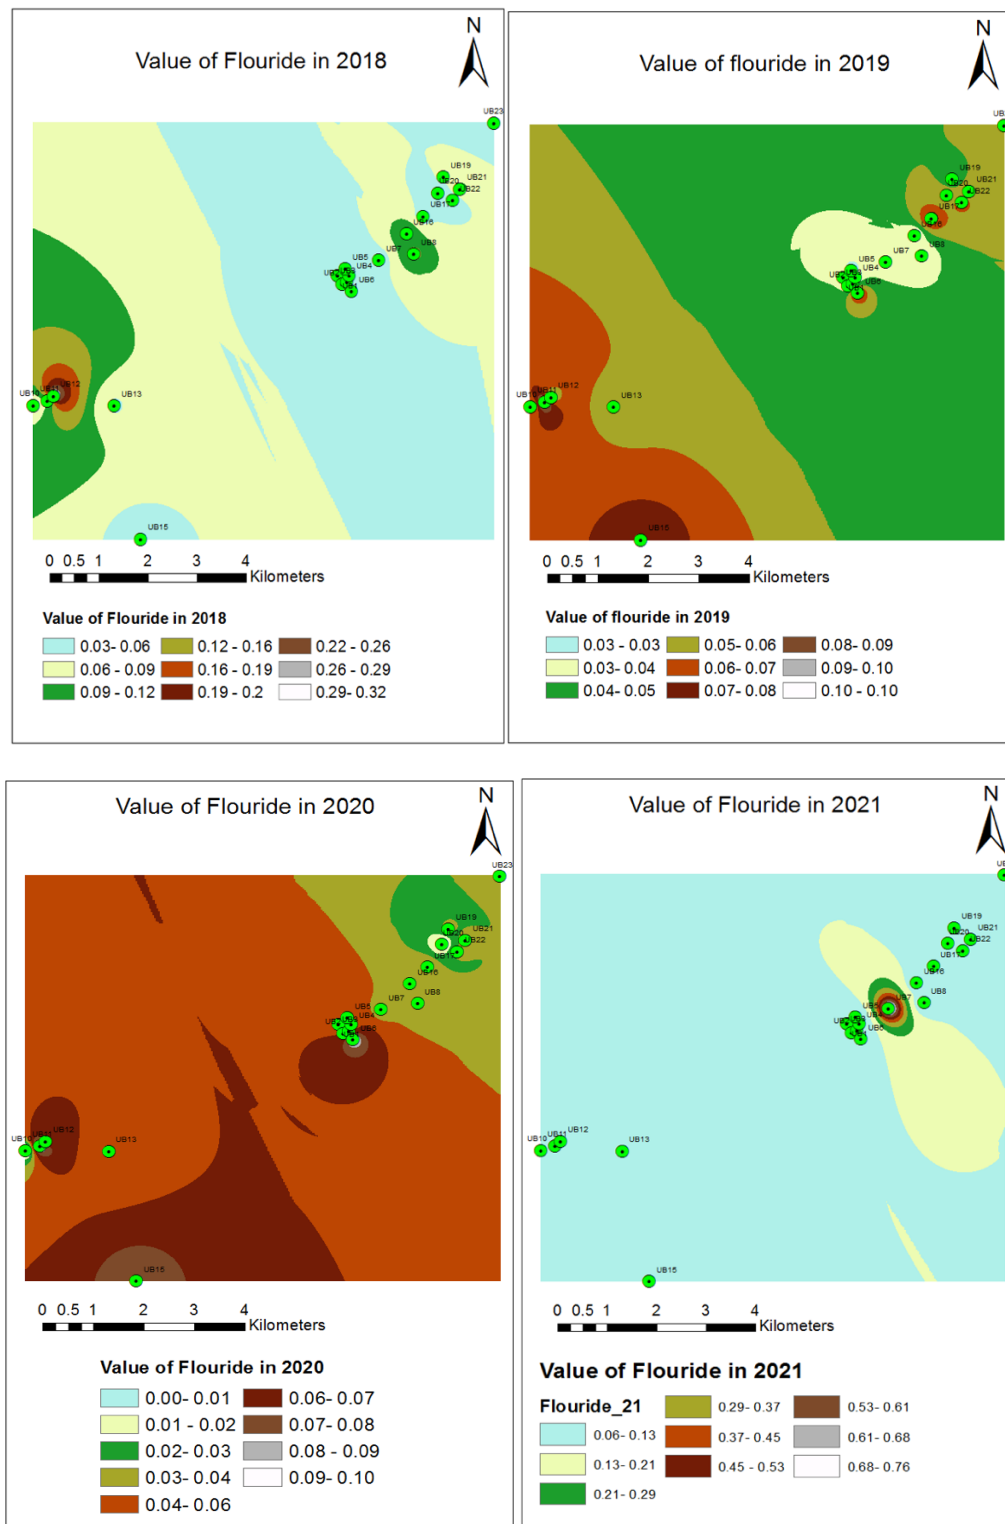 Value of Flouride in 2018
N
UB23
UB19
UB21
UB20
UB22
UB17
UB16
UB8
UB7
UB5
UB4
UB6
UB12
UB11
UB10
UB13
UB15
0 0.5 1 2 3 4
Kilometers
Value of Flouride in 2018
0.03- 0.06
0.12 - 0.16
0.22 - 0.26
0.06 - 0.09
0.16 - 0.19
0.26 - 0.29
0.09 - 0.12
0.19 - 0.2
0.29- 0.32
Value of flouride in 2019
N
UB19
UB21
UB22
UB17
UB16
UB8
UB7
UB5
UB4
UB6
UB12
UB11
UB10
UB13
UB15
0 0.5 1 2 3 4
Kilometers
Value of flouride in 2019
0.03 - 0.03
0.05- 0.06
0.08 - 0.09
0.03- 0.04
0.06 - 0.07
0.09- 0.10
0.04- 0.05
0.07- 0.08
0.10 - 0.10
Value of Flouride in 2020
N
UB23
UB19
UB21
UB20
UB22
UB17
UB16
UB8
UB7
UB5
UB4
UB6
UB12
UB11
UB10
UB13
UB15
0 0.5 1 2 3 4
Kilometers
Value of Flouride in 2020
0.00- 0.01
0.06- 0.07
0.01 - 0.02
0.07- 0.08
0.02 - 0.03
0.08 - 0.09
0.03- 0.04
0.09- 0.10
0.04- 0.06
Value of Flouride in 2021
N
UB19
UB21
UB20
UB22
UB17
UB16
UB8
UB7
UB5
UB4
UB6
UB12
UB11
UB10
UB13
UB15
0 0.5 1 2 3 4
Kilometers
Value of Flouride in 2021
Flouride_21
0.06- 0.13
0.13- 0.21
0.21- 0.29
0.29- 0.37
0.37- 0.45
0.45 - 0.53
0.53- 0.61
0.61- 0.68
0.68- 0.76